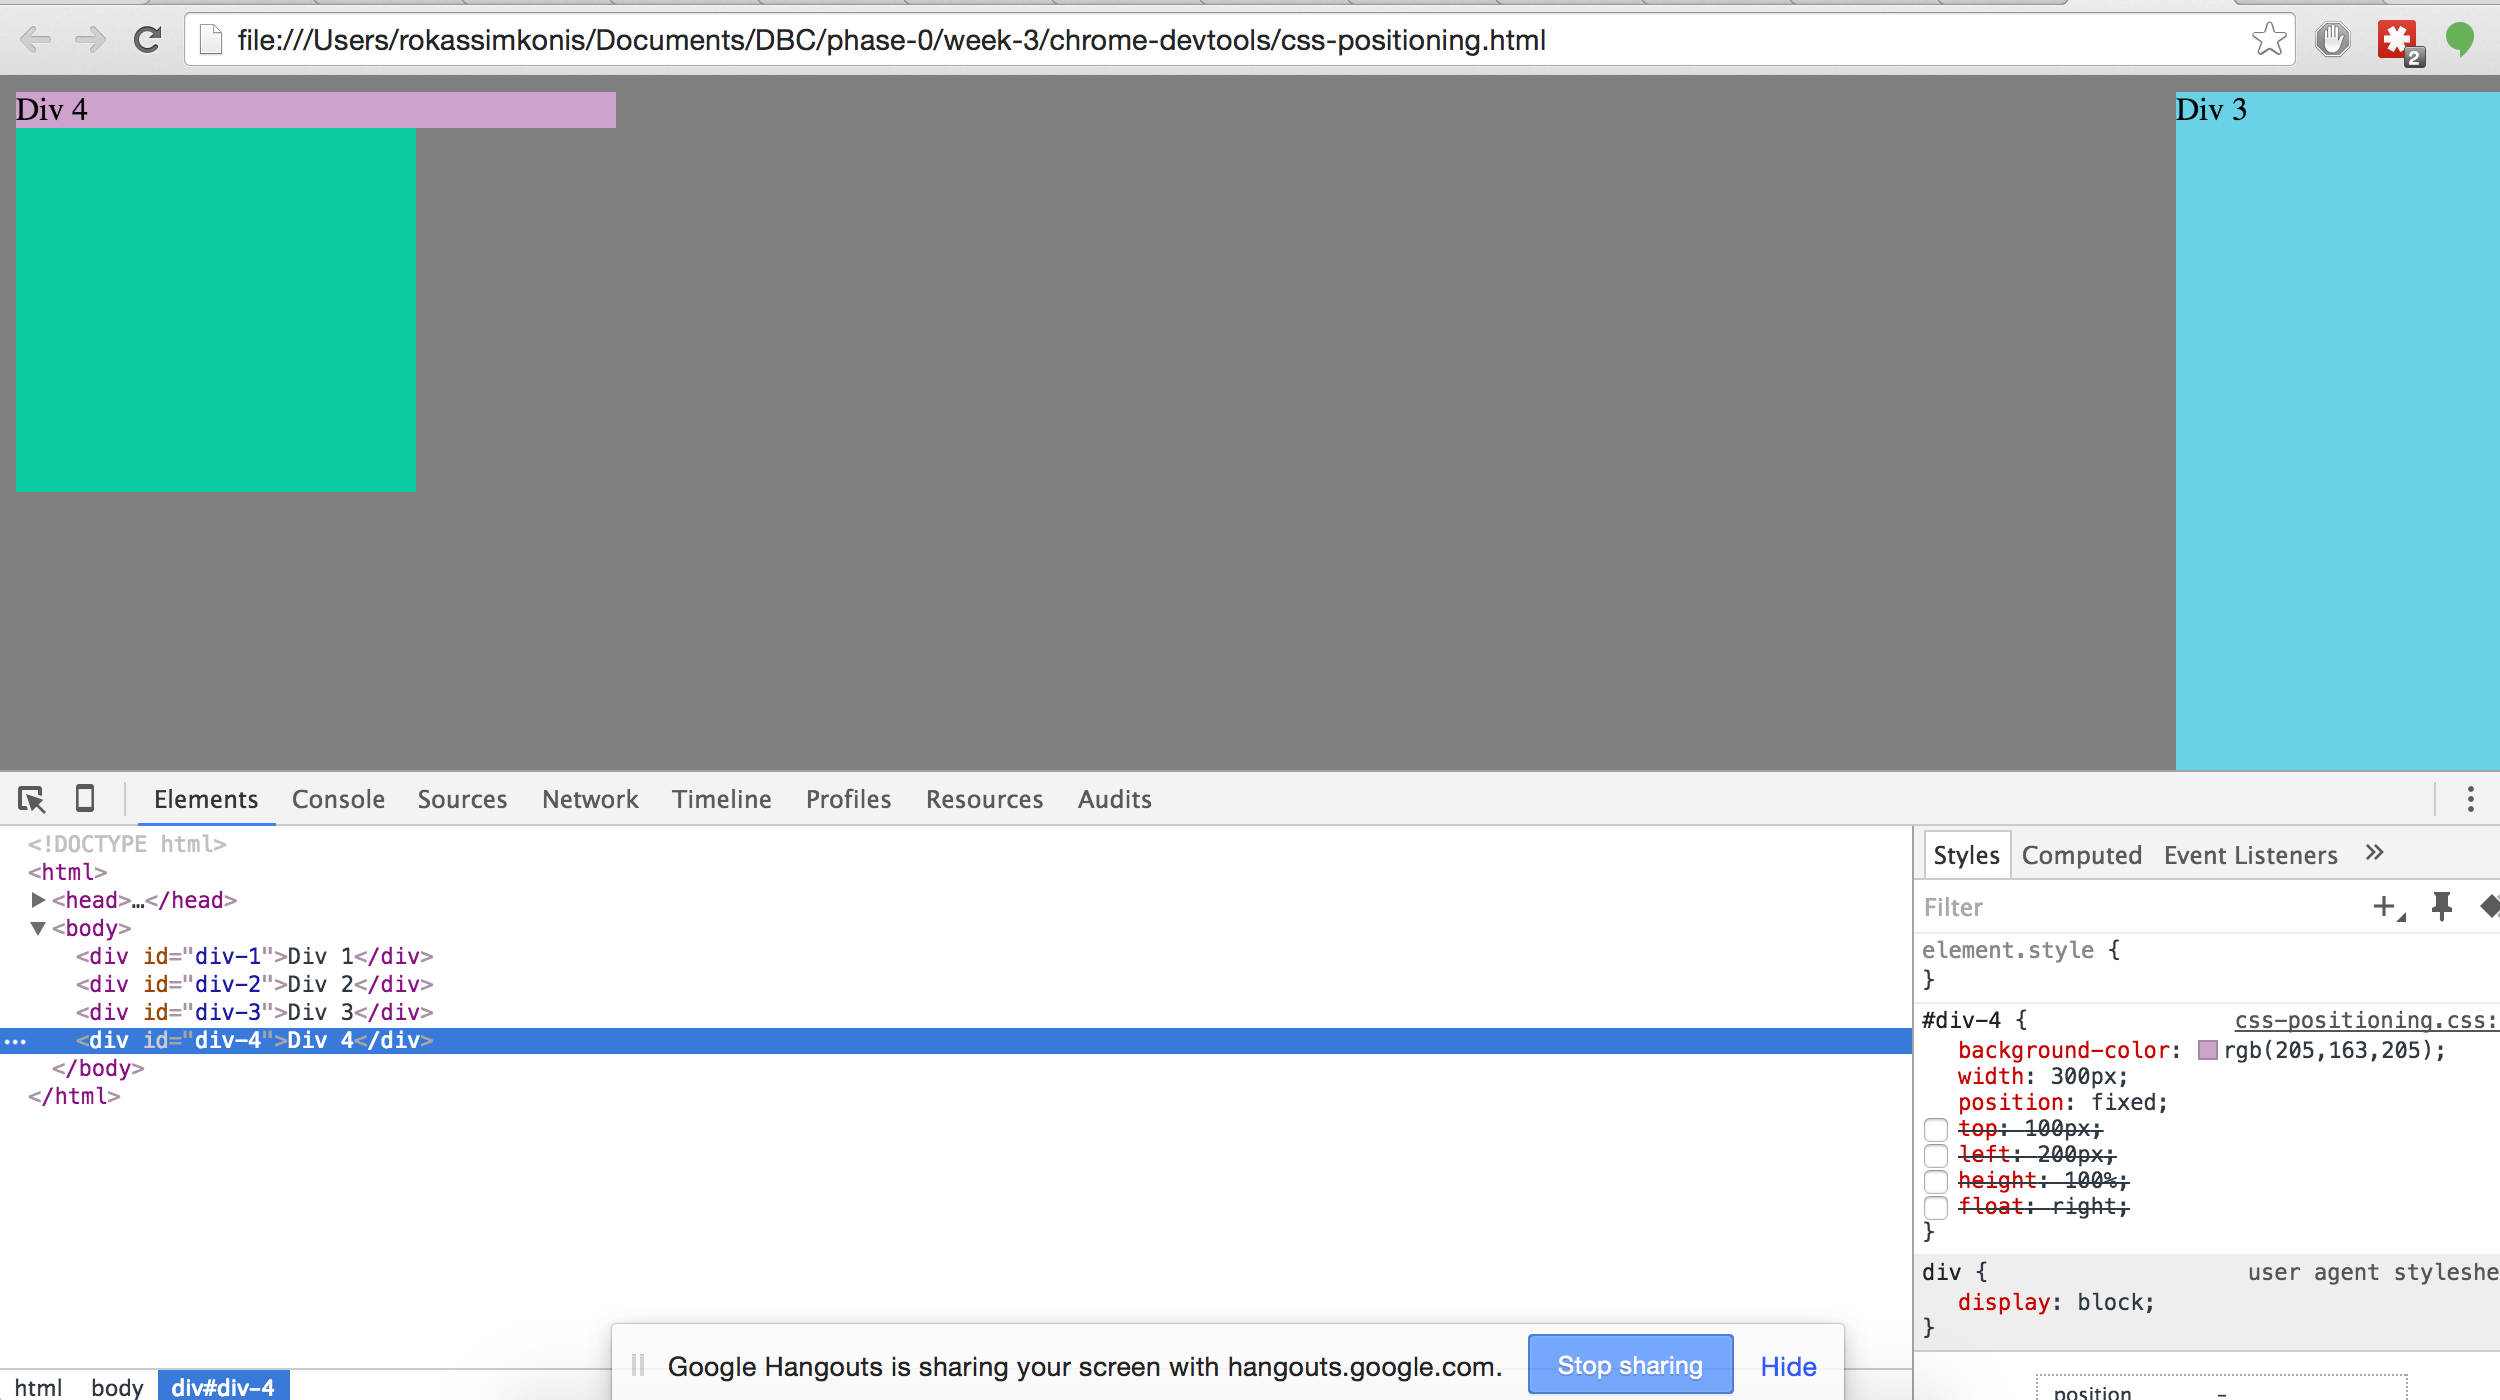 file:///Users/rokassimkonis/Documents/DBC/phase-0/week-3/chrome-devtools/css-positioning.html
2
Div 4
Div 3
Elements Console Sources Network Timeline Profiles Resources Audits
<!DOCTYPE html>
<html>
<head>…</head>
<body>
<div id="div-1">Div 1</div>
<div id="div-2">Div 2</div>
<div id="div-3">Div 3</div>
<div id="div-4">Div 4</div>
</body>
</html>
html body div#div-4
Styles Computed Event Listeners »
Filter
element.style {
}
#div-4 { css-positioning.css:
background-color: rgb(205,163,205);
width: 300px;
position: fixed;
top: 100px;
left: 200px;
height: 100%;
float: right;
}
div { user agent styleshe
display: block;
}
position –
Google Hangouts is sharing your screen with hangouts.google.com. Stop sharing Hide